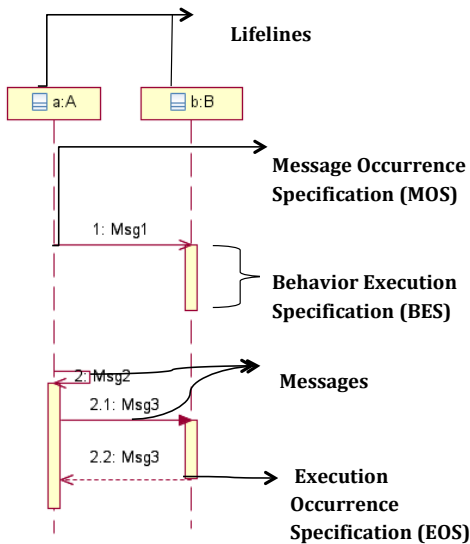 Lifelines
a:A
b:B
Message Occurrence
Specification (MOS)
1: Msg1
Behavior Execution
Specification (BES)
2: Msg2
Messages
2.1: Msg3
2.2: Msg3
Execution
Occurrence
Specification (EOS)